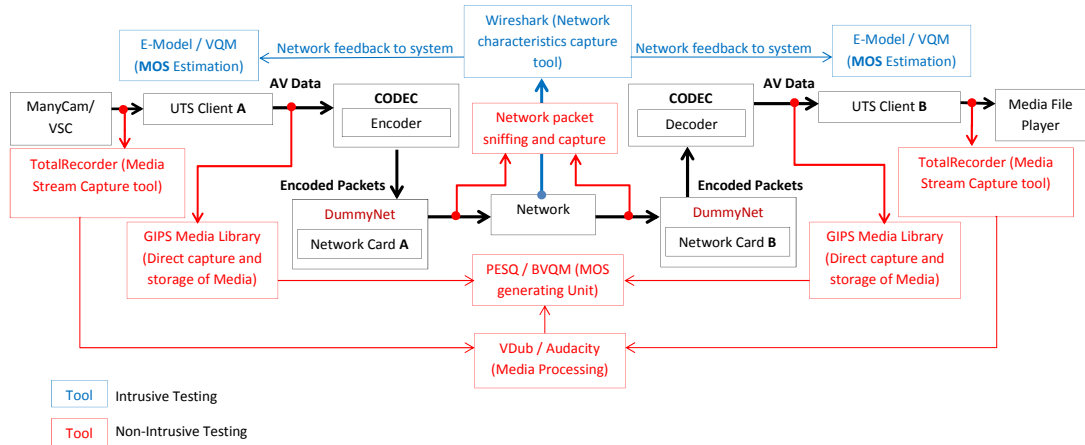 Wireshark (Network
characteristics capture
tool)
E-Model / VQM
(MOS Estimation)
Network feedback to system
Network feedback to system
E-Model / VQM
(MOS Estimation)
AV Data
AV Data
ManyCam/
VSC
UTS Client A
CODEC
Encoder
Network packet
sniffing and capture
CODEC
Decoder
UTS Client B
Media File
Player
TotalRecorder (Media
Stream Capture tool)
TotalRecorder (Media
Stream Capture tool)
Encoded Packets
Encoded Packets
DummyNet
Network Card A
Network
DummyNet
Network Card B
GIPS Media Library
(Direct capture and
storage of Media)
GIPS Media Library
(Direct capture and
storage of Media)
PESQ / BVQM (MOS
generating Unit)
VDub / Audacity
(Media Processing)
Tool Intrusive Testing
Tool Non-Intrusive Testing